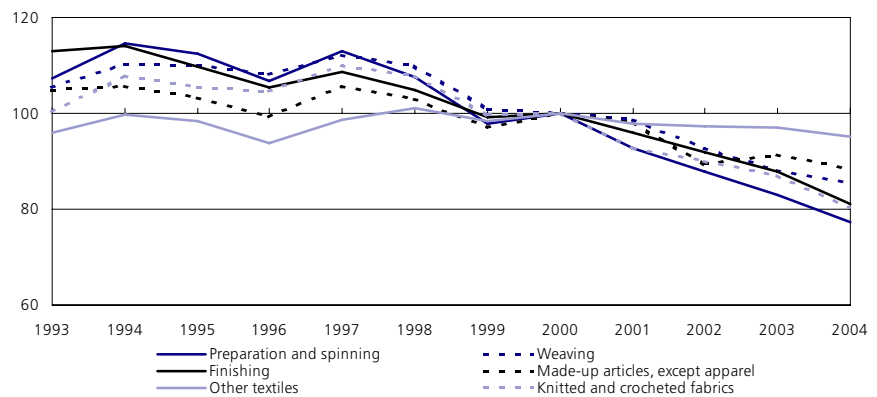 120
100
80
60
1993 1994 1995 1996 1997 1998 1999 2000 2001 2002 2003 2004
Preparation and spinning Weaving
Finishing Made-up articles, except apparel
Other textiles Knitted and crocheted fabrics